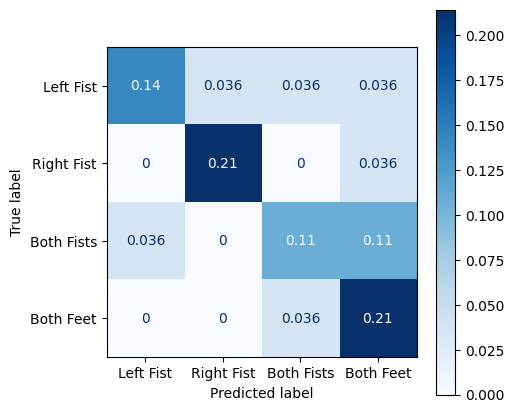 Left Fist 0.14 0.036 0.036 0.036
Right Fist 0 0.21 0 0.036
Both Fists 0.036 0 0.11 0.11
Both Feet 0 0 0.036 0.21
Left Fist Right Fist Both Fists Both Feet
Predicted label
True label
0.200
0.175
0.150
0.125
0.100
0.075
0.050
0.025
0.000